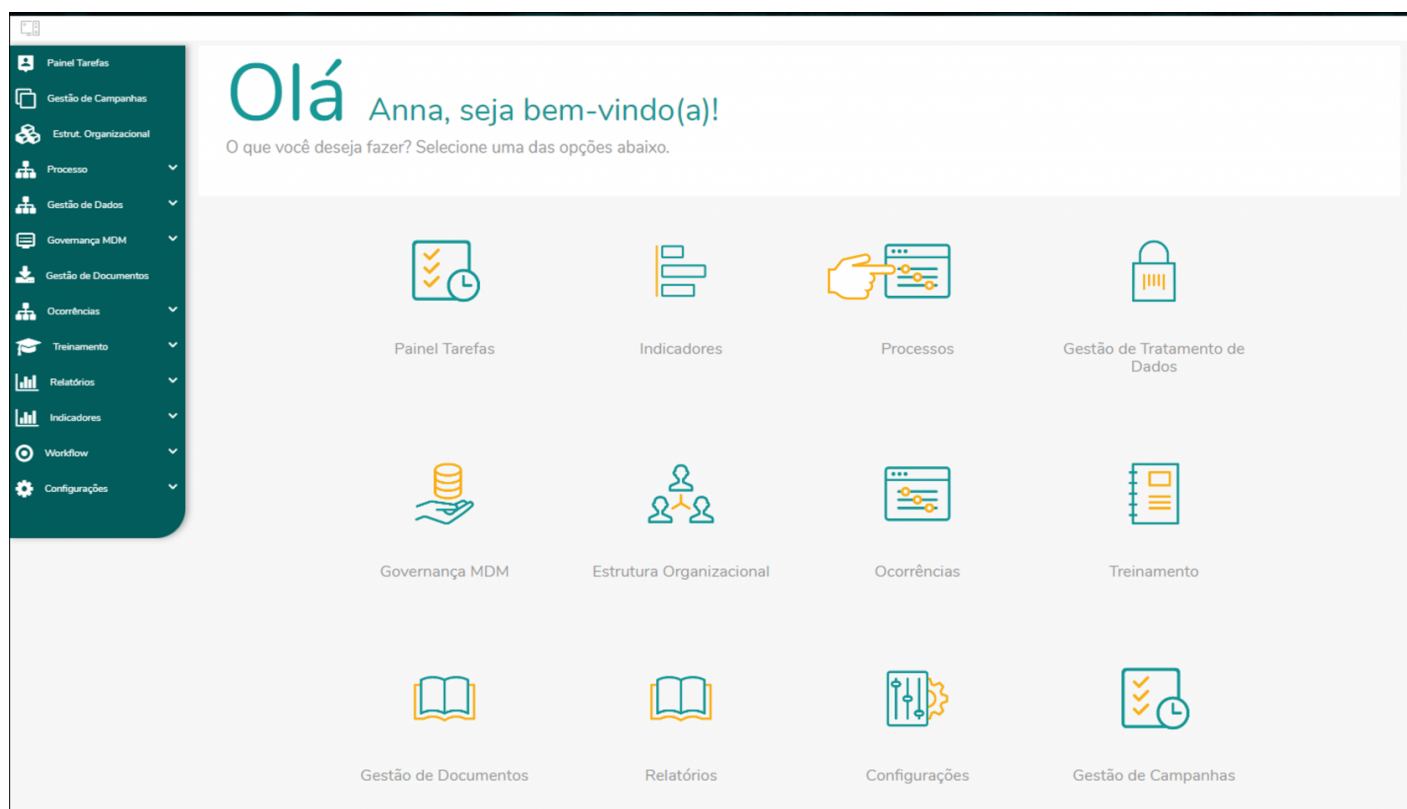 Painel Tarefas
Gestão de Campanhas
Estrut. Organizacional
Processo
Gestão de Dados
Governança MDM
Gestão de Documentos
Ocorrências
Treinamento
Relatórios
Indicadores
Workflow
Configurações
Olá Anna, seja bem-vindo(a)!
O que você deseja fazer? Selecione uma das opções abaixo.
Painel Tarefas
Indicadores
Processos
Gestão de Tratamento de
Dados
Governança MDM
Estrutura Organizacional
Ocorrências
Treinamento
Gestão de Documentos
Relatórios
Configurações
Gestão de Campanhas